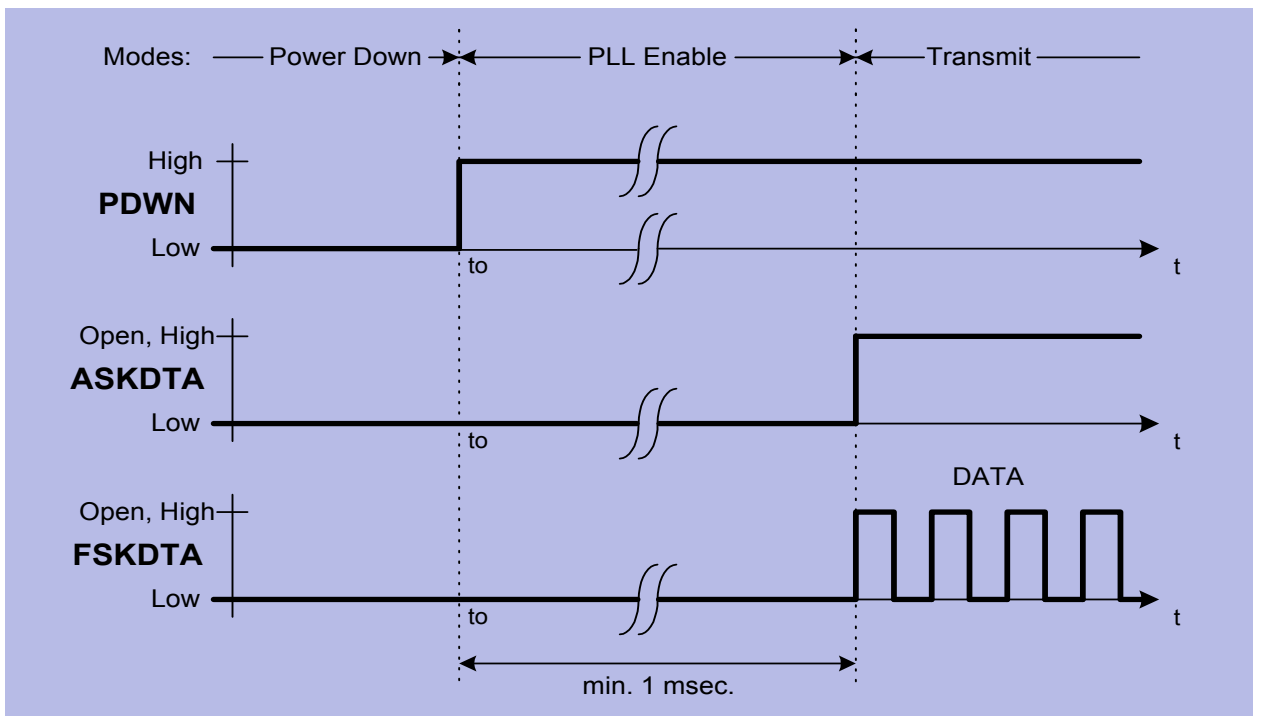 Modes: Power Down PLL Enable Transmit
High
PDWN
Low
to
t
Open, High
ASKDTA
Low
to
t
DATA
Open, High
FSKDTA
Low
to
t
min. 1 msec.